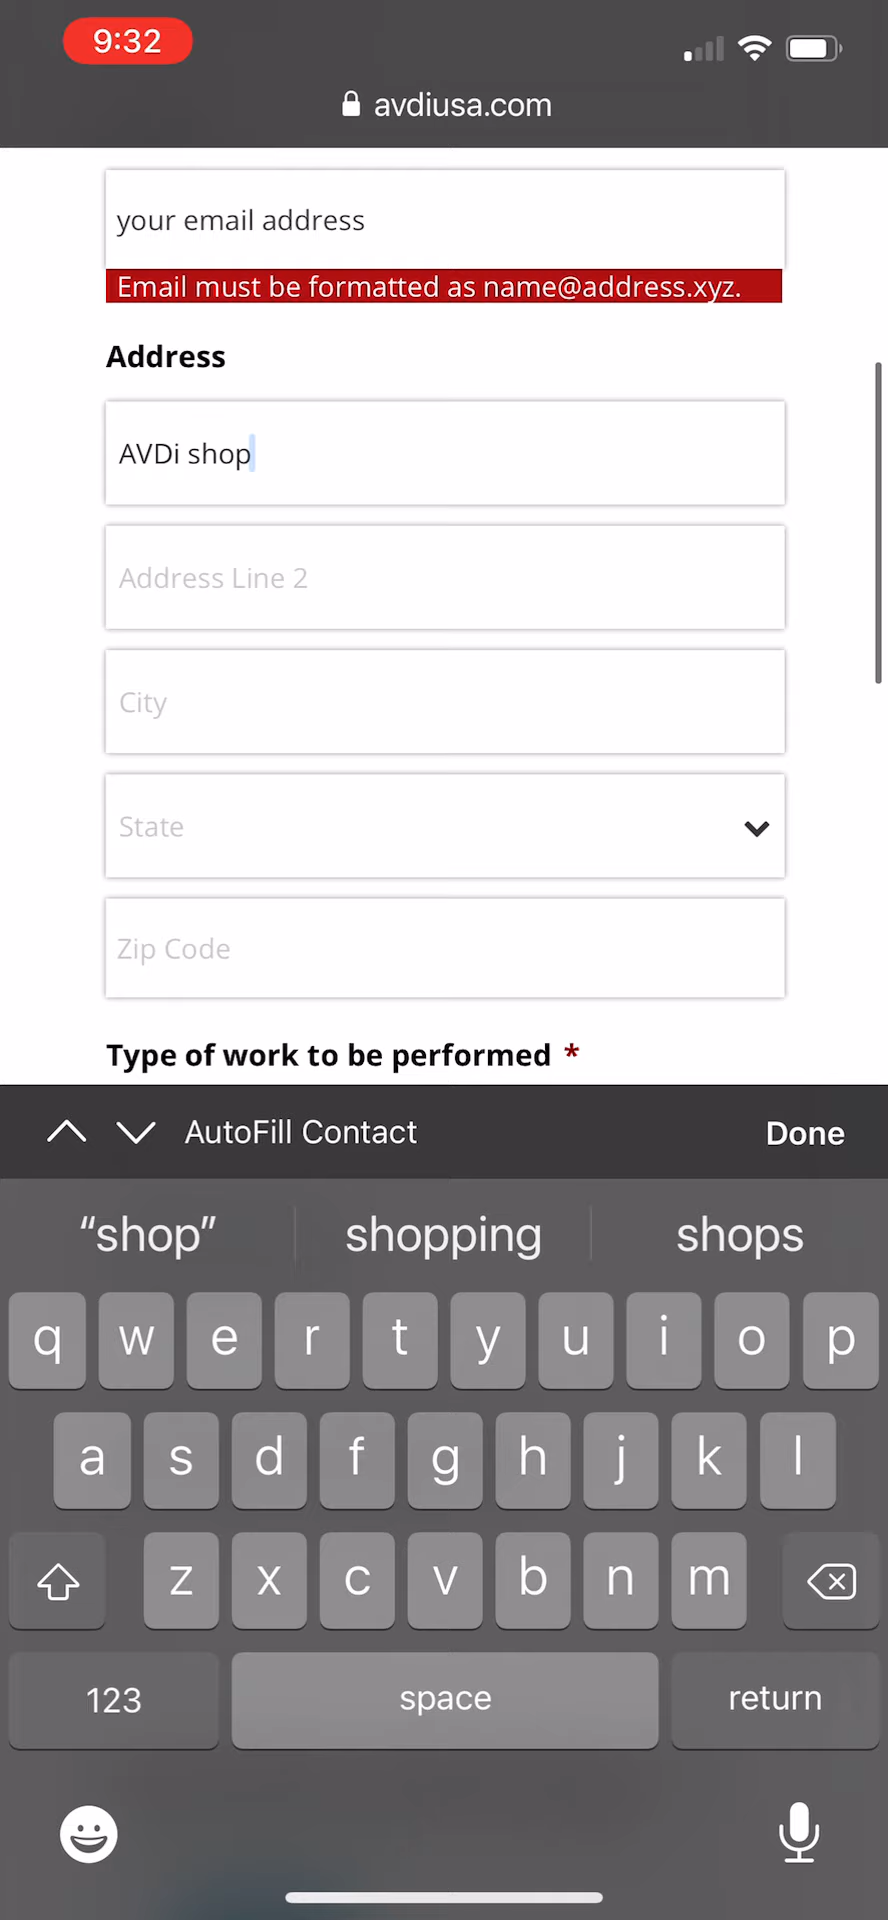 9:32
avdiusa.com
your email address
Email must be formatted as name@address.xyz.
Address
AVDi shop
Address Line 2
City
State
Zip Code
Type of work to be performed *
AutoFill Contact Done
“shop” shopping shops
q w e r t y u i o p
a s d f g h j k l
z x c v b n m
123 space return